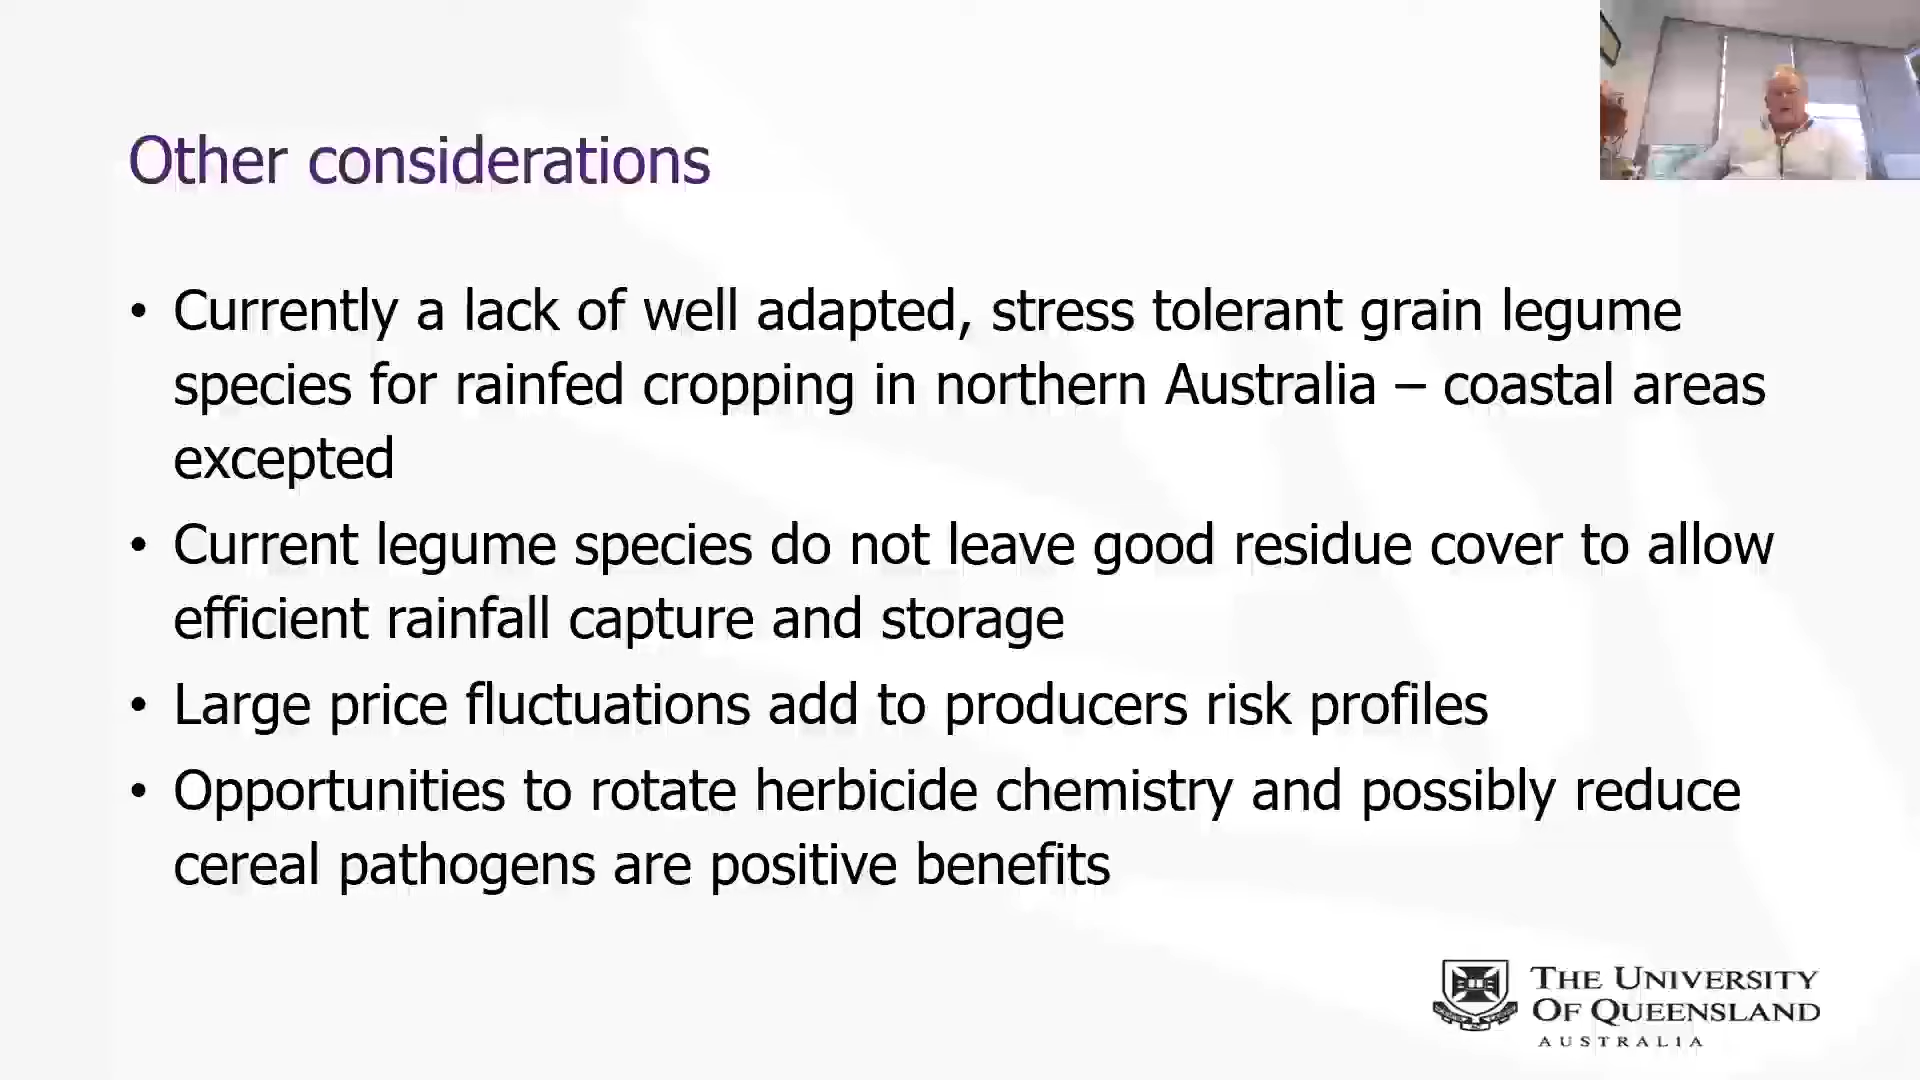 Other considerations
• Currently a lack of well adapted, stress tolerant grain legume
species for rainfed cropping in northern Australia – coastal areas
excepted
• Current legume species do not leave good residue cover to allow
efficient rainfall capture and storage
• Large price fluctuations add to producers risk profiles
• Opportunities to rotate herbicide chemistry and possibly reduce
cereal pathogens are positive benefits
THE UNIVERSITY
OF QUEENSLAND
AUSTRALIA